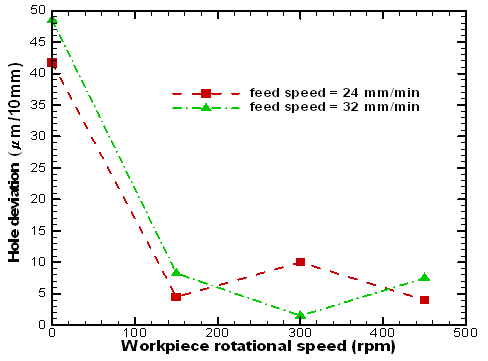 50
45
40
35
30
25
20
15
10
5
0
Hole deviation (μm/10mm)
feed speed = 24 mm/min
feed speed = 32 mm/min
0 100 200 300 400 500
Workpiece rotational speed (rpm)